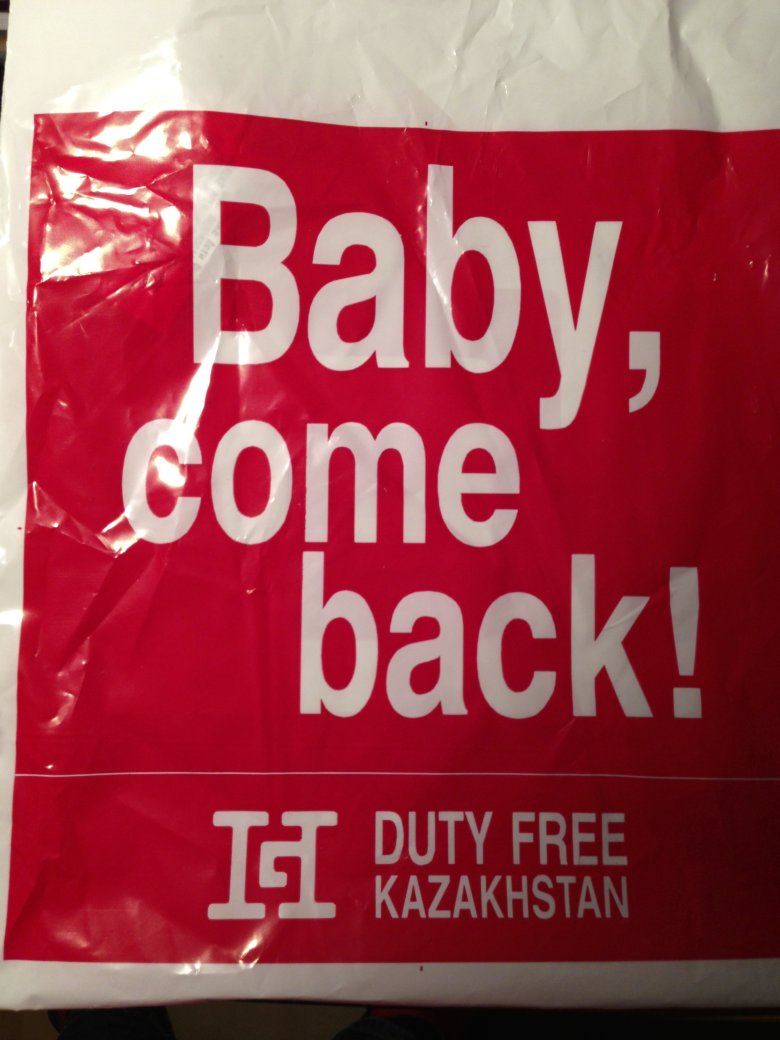 Baby,
come
back!
DUTY FREE
KAZAKHSTAN